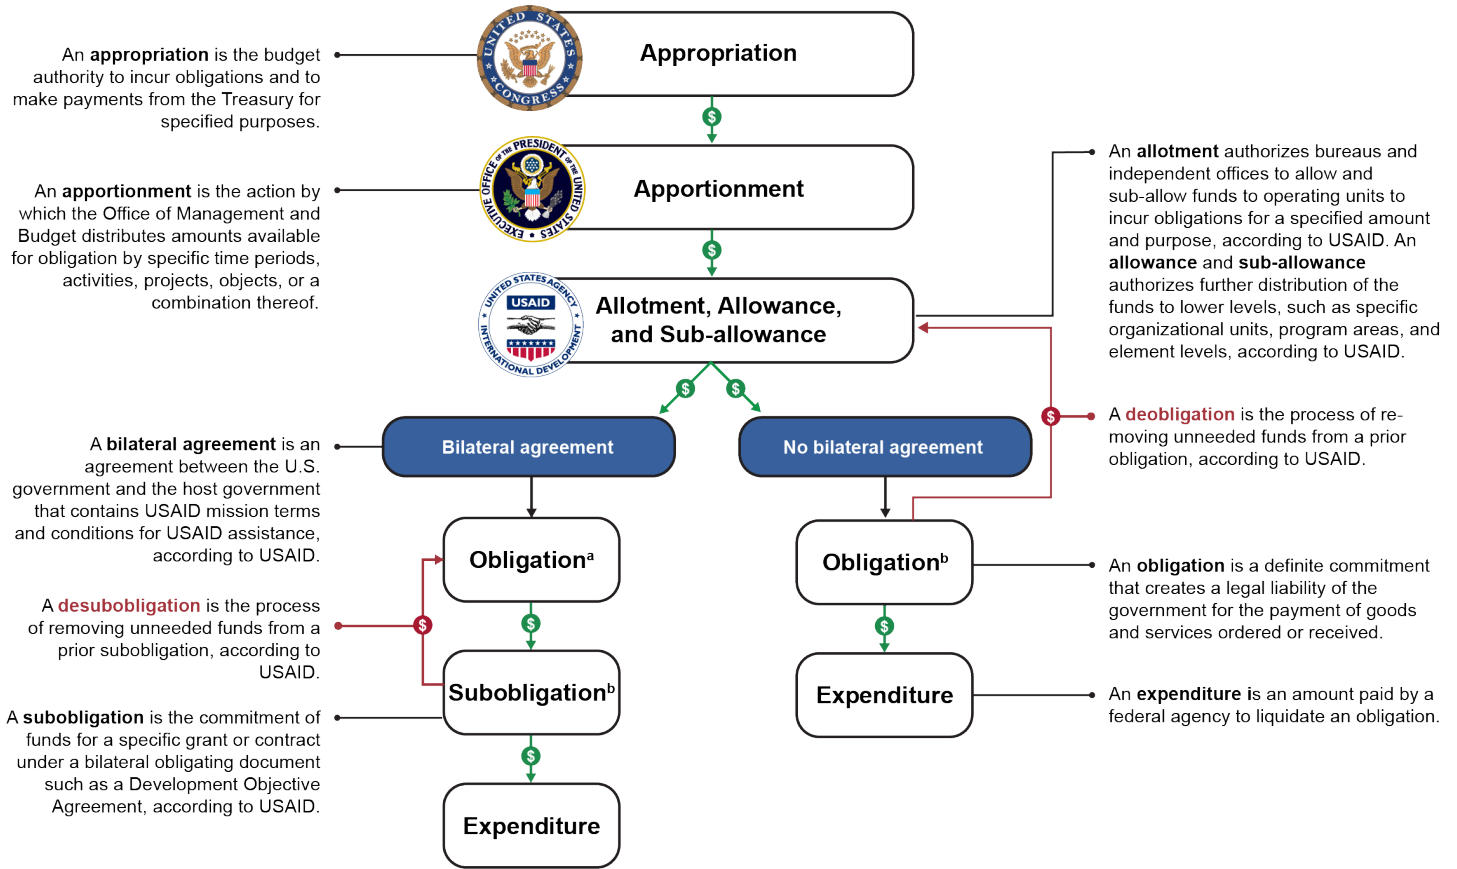 An appropriation is the budget
authority to incur obligations and to
make payments from the Treasury for
specified purposes.
UNITED STATES
CONGRESS
Appropriation
$
An apportionment is the action by
which the Office of Management and
Budget distributes amounts available
for obligation by specific time periods,
activities, projects, objects, or a
combination thereof.
EXECUTIVE OFFICE OF THE PRESIDENT OF THE UNITED STATES
Apportionment
$
UNITED STATES AGENCY
USAID
INTERNATIONAL DEVELOPMENT
Allotment, Allowance,
and Sub-allowance
An allotment authorizes bureaus and
independent offices to allow and
sub-allow funds to operating units to
incur obligations for a specified amount
and purpose, according to USAID. An
allowance and sub-allowance
authorizes further distribution of the
funds to lower levels, such as specific
organizational units, program areas, and
element levels, according to USAID.
$
$
A bilateral agreement is an
agreement between the U.S.
government and the host government
that contains USAID mission terms
and conditions for USAID assistance,
according to USAID.
Bilateral agreement
No bilateral agreement
$
A deobligation is the process of re-
moving unneeded funds from a prior
obligation, according to USAID.
Obligationa
Obligationb
An obligation is a definite commitment
that creates a legal liability of the
government for the payment of goods
and services ordered or received.
A desubobligation is the process
of removing unneeded funds from a
prior subobligation, according to
USAID.
$
$
$
Subobligationb
Expenditure
An expenditure is an amount paid by a
federal agency to liquidate an obligation.
A subobligation is the commitment of
funds for a specific grant or contract
under a bilateral obligating document
such as a Development Objective
Agreement, according to USAID.
$
Expenditure